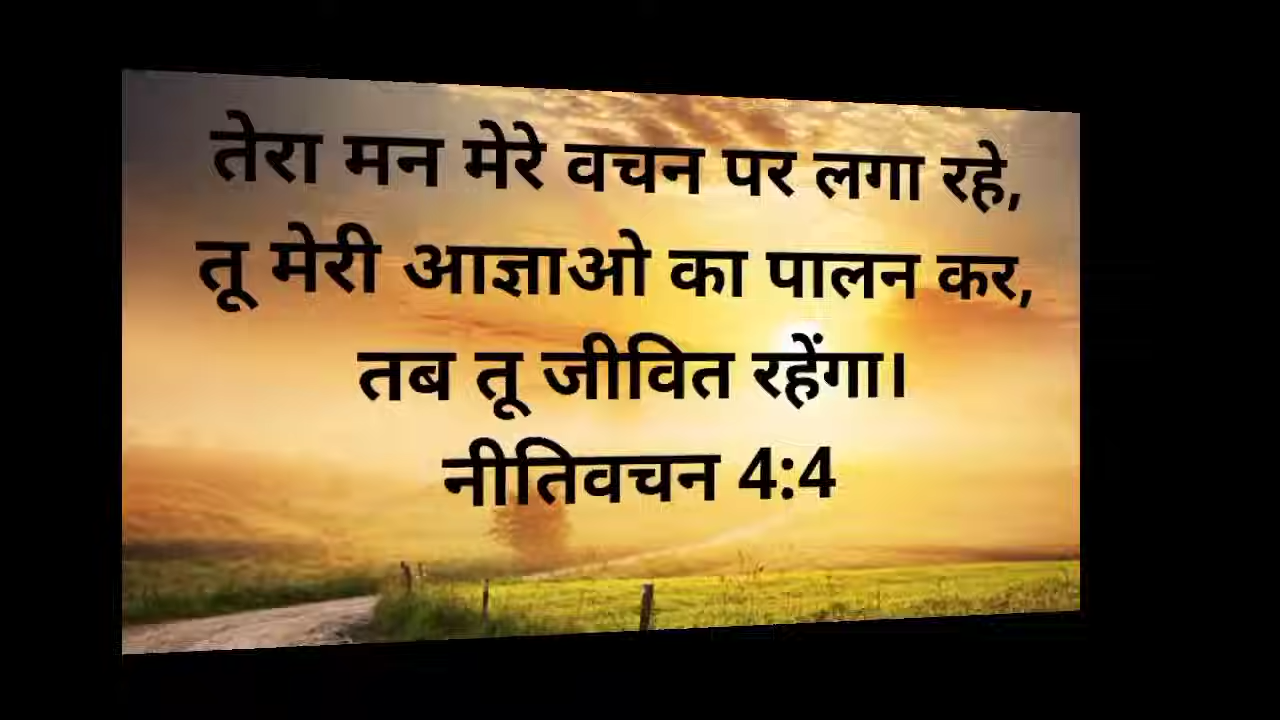 तेरा मन मेरे वचन पर लगा रहे,
तू मेरी आज्ञाओ का पालन कर,
तब तू जीवित रहेंगा।
नीतिवचन 4:4